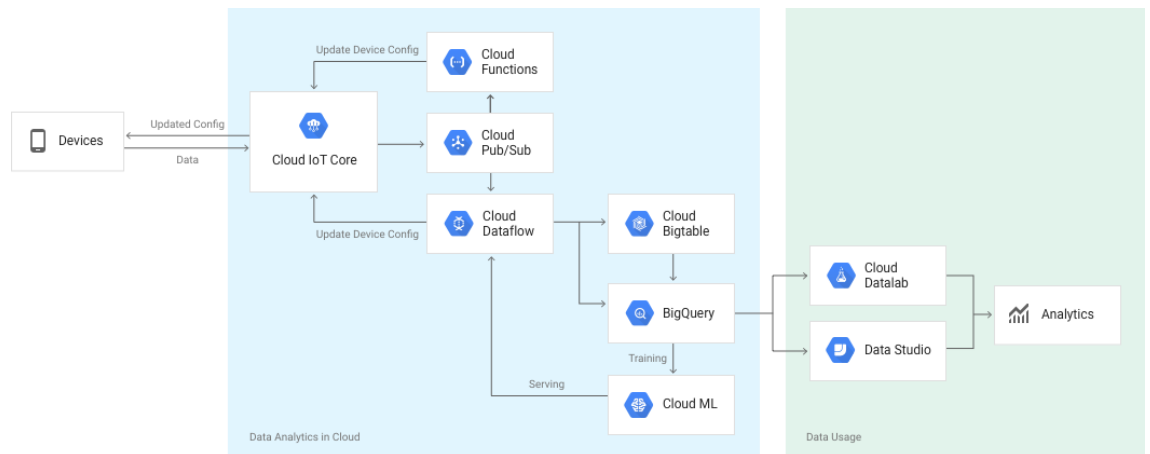 Update Device Config
Cloud
Functions
Devices
Updated Config
Data
Cloud IoT Core
Cloud
Pub/Sub
Update Device Config
Cloud
Dataflow
Cloud
Bigtable
BigQuery
Training
Serving
Cloud ML
Data Analytics in Cloud
Cloud
Datalab
Data Studio
Analytics
Data Usage